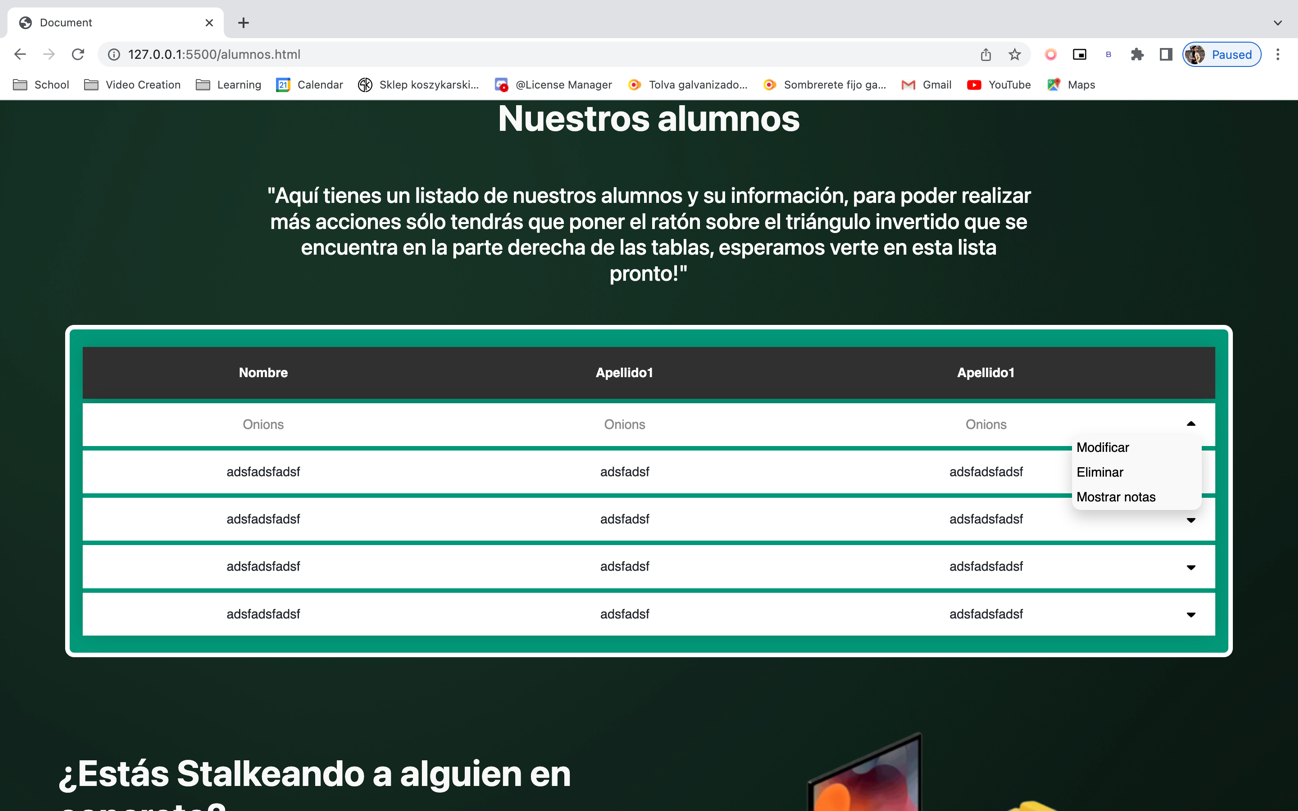 Document
127.0.0.1:5500/alumnos.html
B
Paused
School
Video Creation
Learning
21
Calendar
Sklep koszykarski...
@License Manager
Tolva galvanizado...
Sombrerete fijo ga...
Gmail
YouTube
Maps
Nuestros alumnos
"Aquí tienes un listado de nuestros alumnos y su información, para poder realizar
más acciones sólo tendrás que poner el ratón sobre el triángulo invertido que se
encuentra en la parte derecha de las tablas, esperamos verte en esta lista
pronto!"
Nombre Apellido1 Apellido1
Onions Onions Onions
Modificar
adsfadsfadsf adsfadsf adsfadsfadsf
Eliminar
Mostrar notas
adsfadsfadsf adsfadsf adsfadsfadsf
adsfadsfadsf adsfadsf adsfadsfadsf
adsfadsfadsf adsfadsf adsfadsfadsf
¿Estás Stalkeando a alguien en